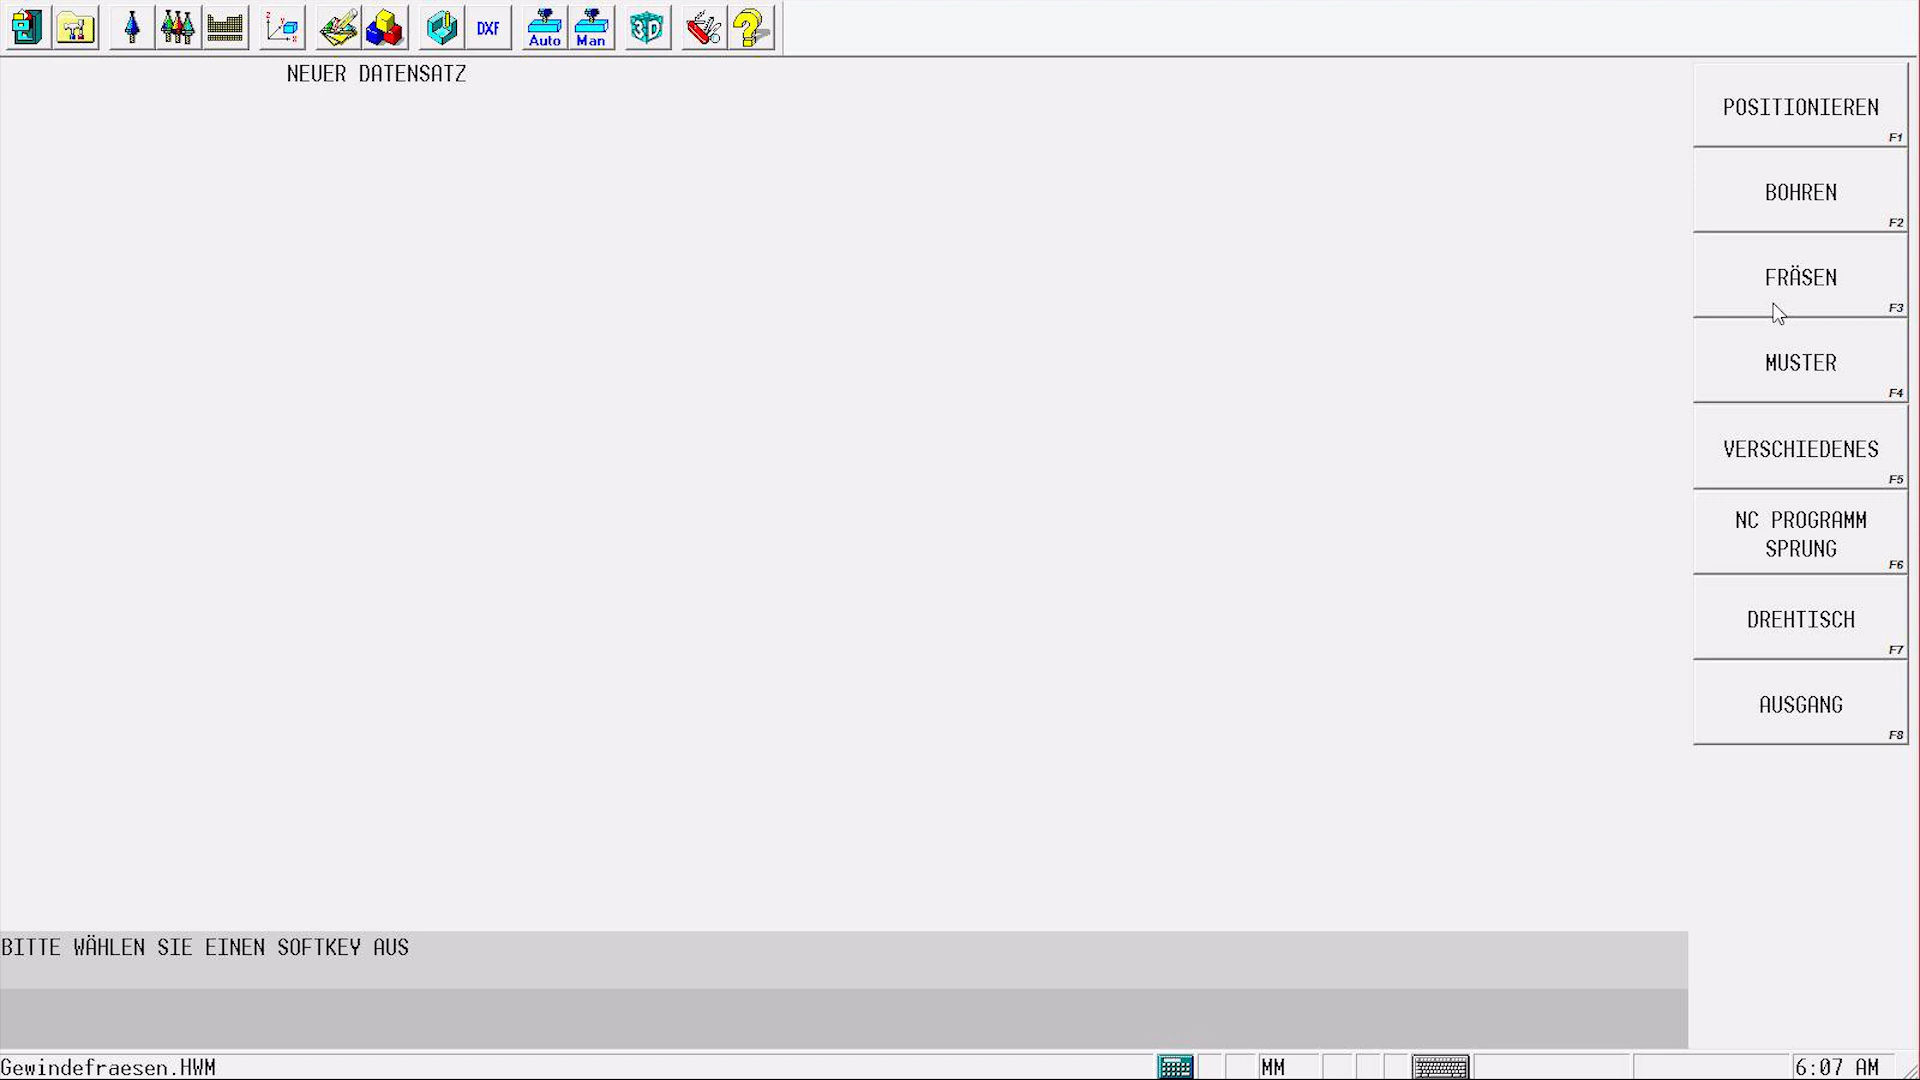 DXF
Auto
Man
3D
NEUER DATENSATZ
POSITIONIEREN
F1
BOHREN
F2
FRÄSEN
F3
MUSTER
F4
VERSCHIEDENES
F5
NC PROGRAMM
SPRUNG
F6
DREHTISCH
F7
AUSGANG
F8
BITTE WÄHLEN SIE EINEN SOFTKEY AUS
Gewindefraesen.HWM
MM
6:07 AM